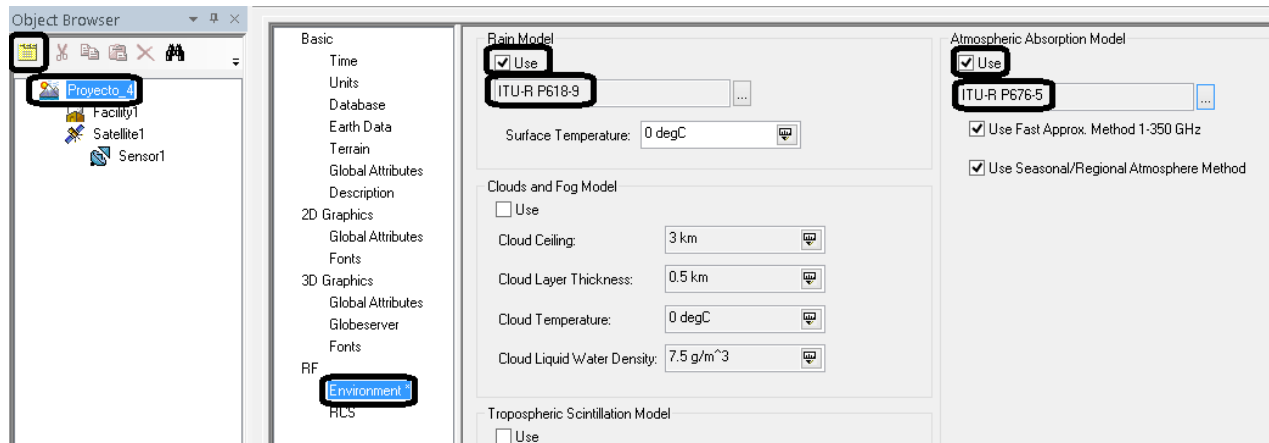 Object Browser
Proyecto_4
Facility1
Satellite1
Sensor1
Basic
Time
Units
Database
Earth Data
Terrain
Global Attributes
Description
2D Graphics
Global Attributes
Fonts
3D Graphics
Global Attributes
Globeserver
Fonts
RF
Environment *
RCS
Rain Model
Use
ITU-R P618-9
...
Surface Temperature: 0 degC
Clouds and Fog Model
Use
Cloud Ceiling: 3 km
Cloud Layer Thickness: 0.5 km
Cloud Temperature: 0 degC
Cloud Liquid Water Density: 7.5 g/m^3
Tropospheric Scintillation Model
Use
Atmospheric Absorption Model
Use
ITU-R P676-5
...
Use Fast Approx. Method 1-350 GHz
Use Seasonal/Regional Atmosphere Method